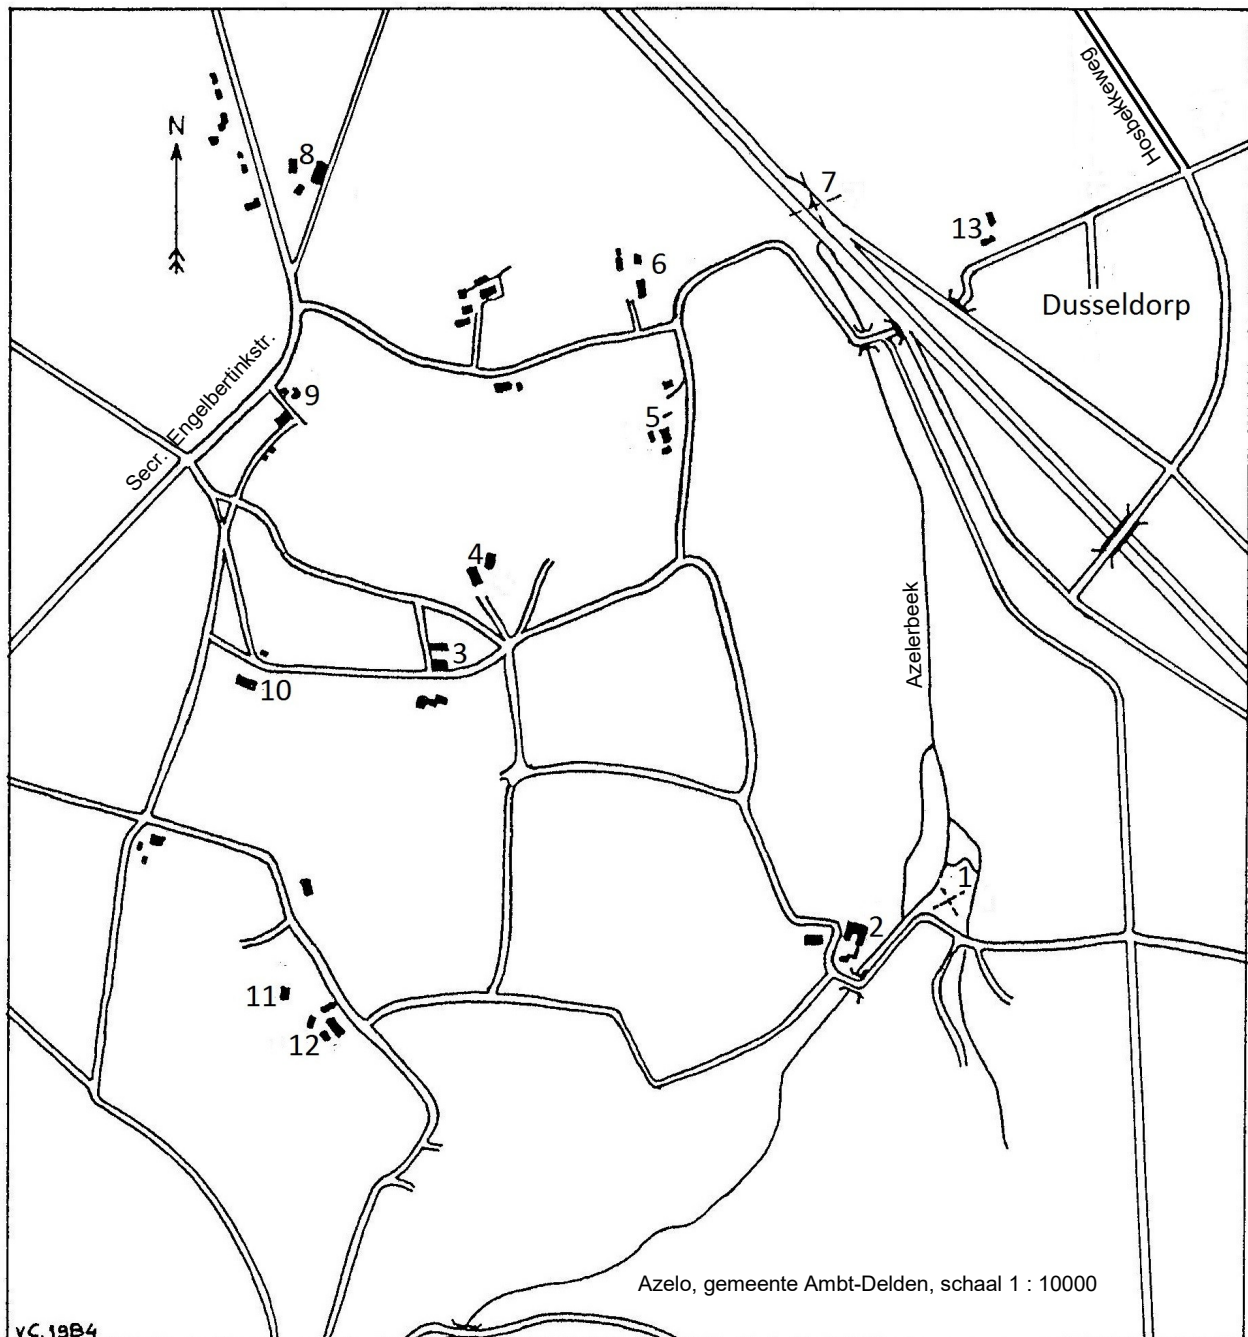 Hosbekkeweg
N
8
7
13
6
Dusseldorp
Secr. Engelbertinkstr.
9
5
4
Azelerbeek
3
10
1
2
11
12
Azelo, gemeente Ambt-Delden, schaal 1 : 10000
v.C. 1984